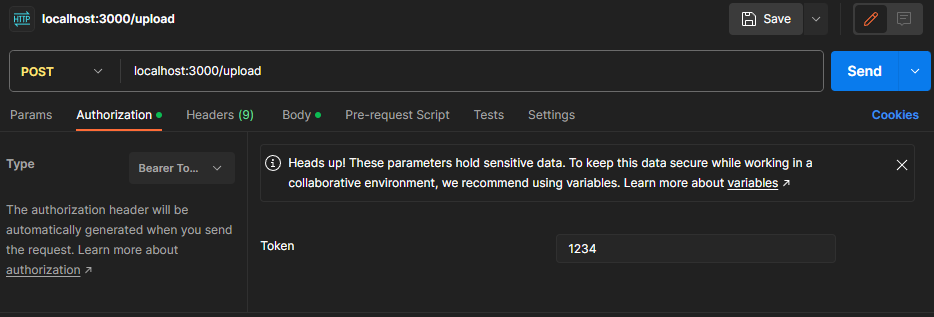 HTTP localhost:3000/upload
Save
POST localhost:3000/upload
Send
Params Authorization Headers (9) Body Pre-request Script Tests Settings Cookies
Type Bearer To...
The authorization header will be
automatically generated when you send
the request. Learn more about
authorization ↗
Heads up! These parameters hold sensitive data. To keep this data secure while working in a
collaborative environment, we recommend using variables. Learn more about variables ↗
Token 1234